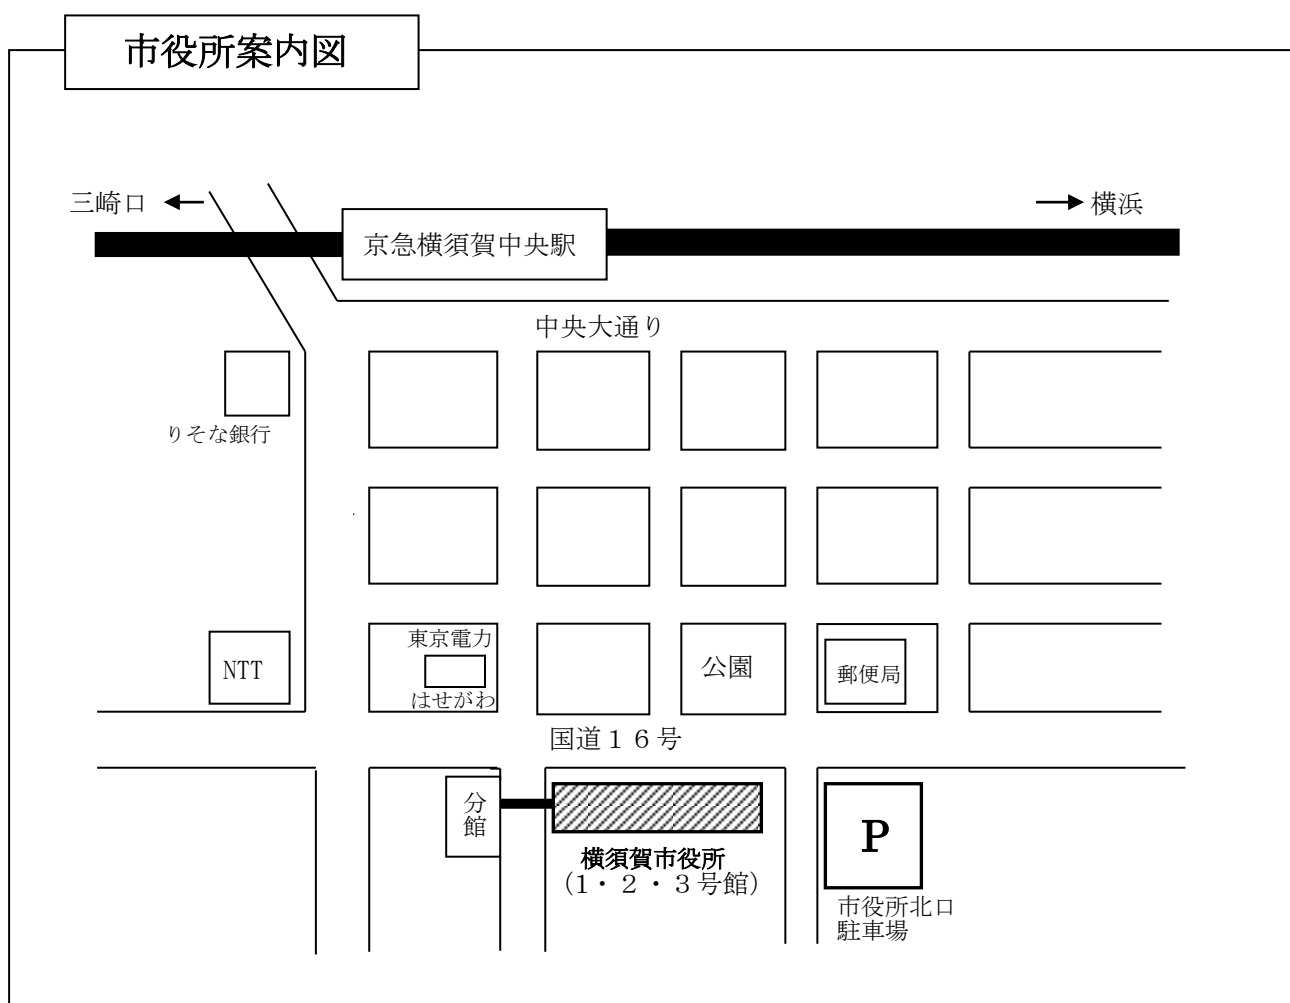 市役所案内図
三崎口
横浜
京急横須賀中央駅
中央大通り
りそな銀行
NTT
東京電力
はせがわ
公園
郵便局
国道１６号
分館
横須賀市役所
（1・２・３号館）
P
市役所北口
駐車場